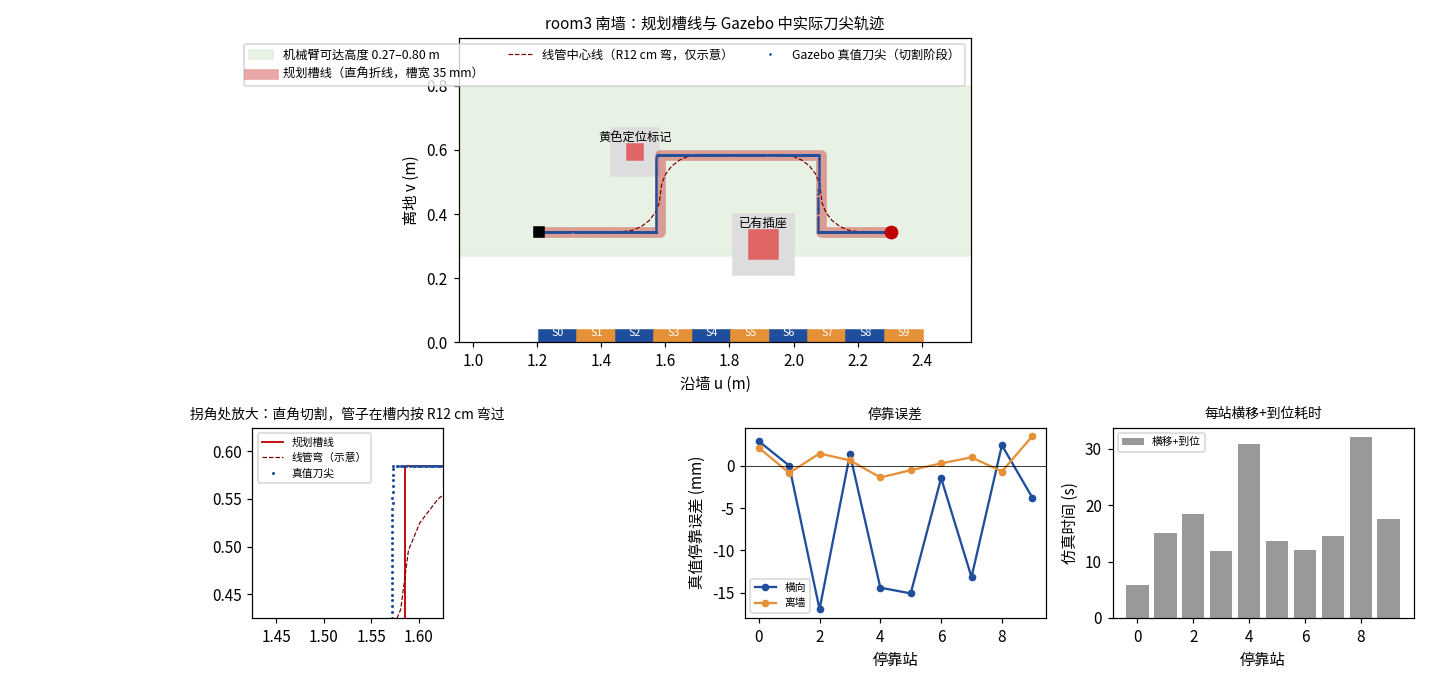 room3 南墙：规划槽线与 Gazebo 中实际刀尖轨迹
机械臂可达高度 0.27–0.80 m
规划槽线（直角折线，槽宽 35 mm）
线管中心线（R12 cm 弯，仅示意）
Gazebo 真值刀尖（切割阶段）
离地 v (m)
0.8
0.6
0.4
0.2
0.0
黄色定位标记
已有插座
S0 S1 S2 S3 S4 S5 S6 S7 S8 S9
1.0 1.2 1.4 1.6 1.8 2.0 2.2 2.4
沿墙 u (m)
拐角处放大：直角切割，管子在槽内按 R12 cm 弯过
规划槽线
线管弯（示意）
真值刀尖
0.60
0.55
0.50
0.45
1.45 1.50 1.55 1.60
停靠误差
真值停靠误差 (mm)
0
-5
-10
-15
横向
离墙
0 2 4 6 8
停靠站
每站横移+到位耗时
横移+到位
仿真时间 (s)
30
20
10
0
0 2 4 6 8
停靠站